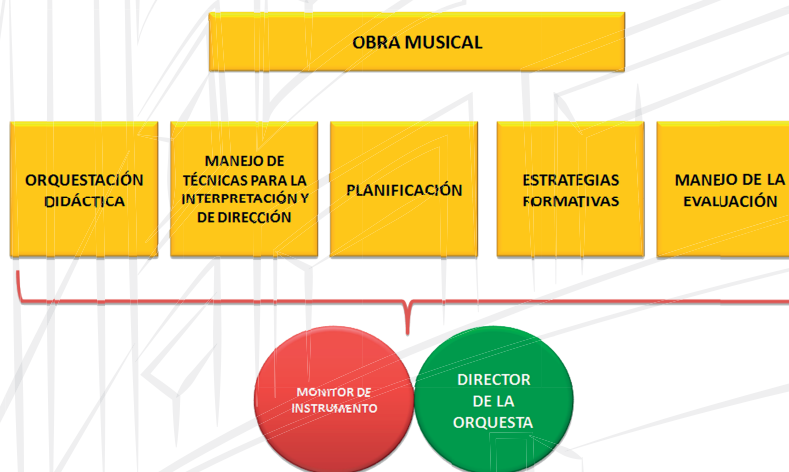 OBRA MUSICAL
ORQUESTACIÓN
DIDÁCTICA
MANEJO DE
TÉCNICAS PARA LA
INTERPRETACIÓN Y
DE DIRECCIÓN
PLANIFICACIÓN
ESTRATEGIAS
FORMATIVAS
MANEJO DE LA
EVALUACIÓN
MONITOR DE
INSTRUMENTO
DIRECTOR
DE LA
ORQUESTA